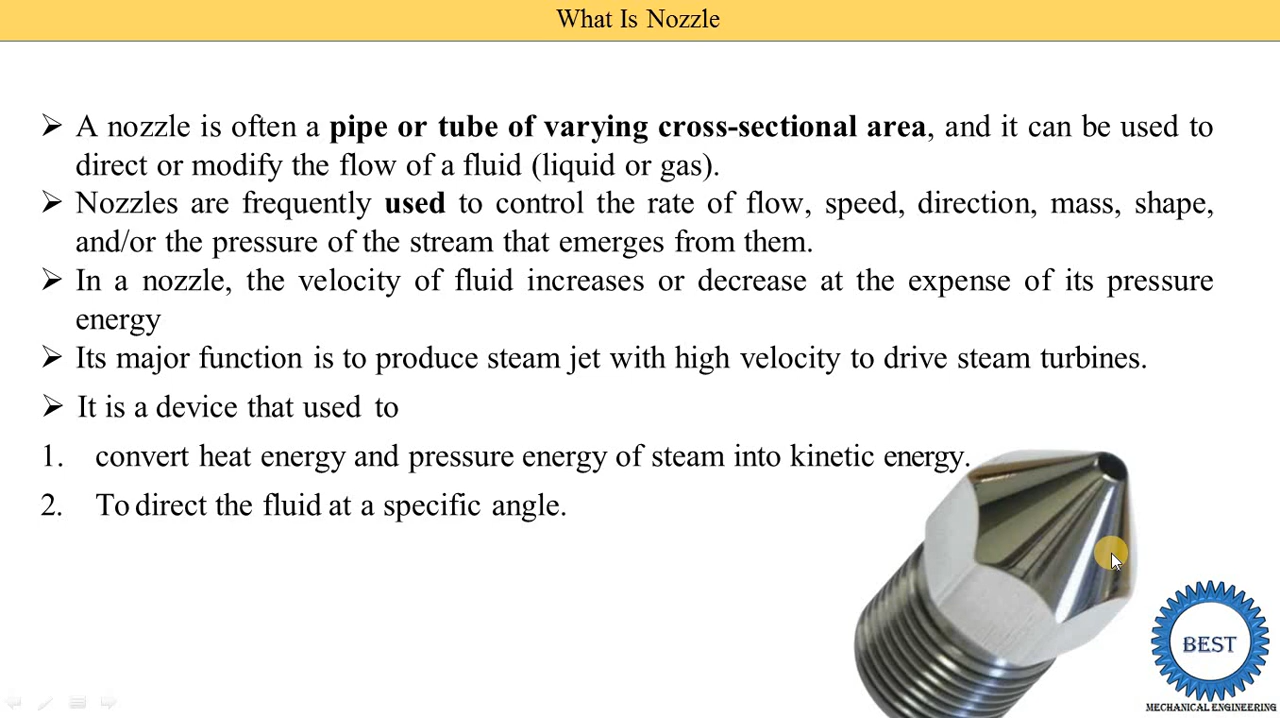 What Is Nozzle
➢ A nozzle is often a pipe or tube of varying cross-sectional area, and it can be used to
direct or modify the flow of a fluid (liquid or gas).
➢ Nozzles are frequently used to control the rate of flow, speed, direction, mass, shape,
and/or the pressure of the stream that emerges from them.
➢ In a nozzle, the velocity of fluid increases or decrease at the expense of its pressure
energy
➢ Its major function is to produce steam jet with high velocity to drive steam turbines.
➢ It is a device that used to
1. convert heat energy and pressure energy of steam into kinetic energy.
2. To direct the fluid at a specific angle.
BEST
MECHANICAL ENGINEERING